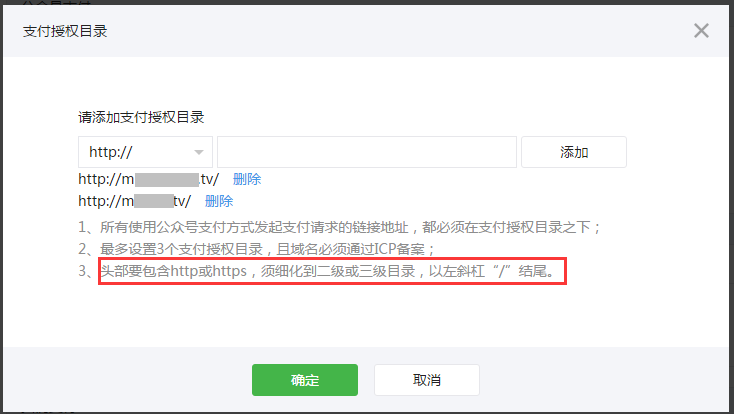 支付授权目录
请添加支付授权目录
http://
添加
http://m .tv/ 删除
http://m tv/ 删除
1、所有使用公众号支付方式发起支付请求的链接地址，都必须在支付授权目录之下；
2、最多设置3个支付授权目录，且域名必须通过ICP备案；
3、头部要包含http或https，须细化到二级或三级目录，以左斜杠“/”结尾。
确定 取消